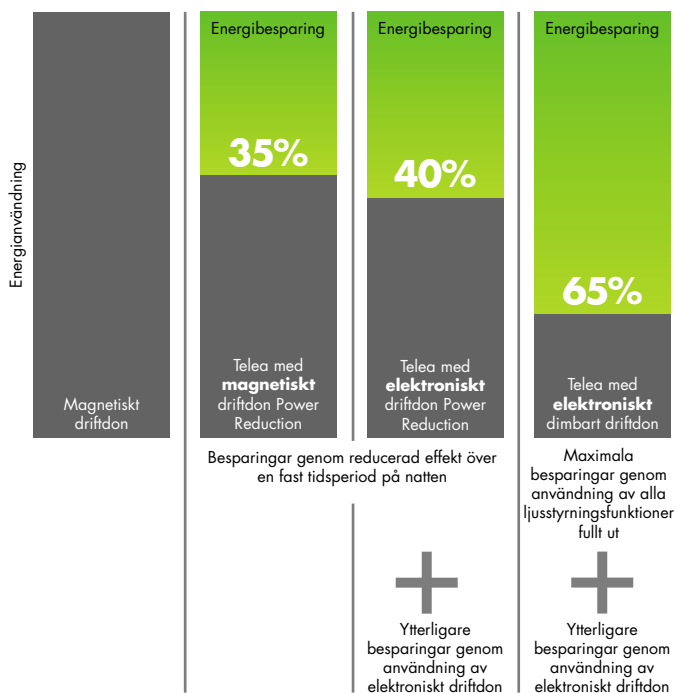 Energianvändning
Magnetiskt
driftdon
Energibesparing
35%
Telea med
magnetiskt
driftdon Power
Reduction
Energibesparing
40%
Telea med
elektroniskt
driftdon Power
Reduction
Energibesparing
65%
Telea med
elektroniskt
dimbart driftdon
Besparingar genom reducerad effekt över
en fast tidsperiod på natten
Maximala
besparingar genom
användning av alla
ljusstyrningsfunktioner
fullt ut
+
Ytterligare
besparingar genom
användning av
elektroniskt driftdon
+
Ytterligare
besparingar genom
användning av
elektroniskt driftdon